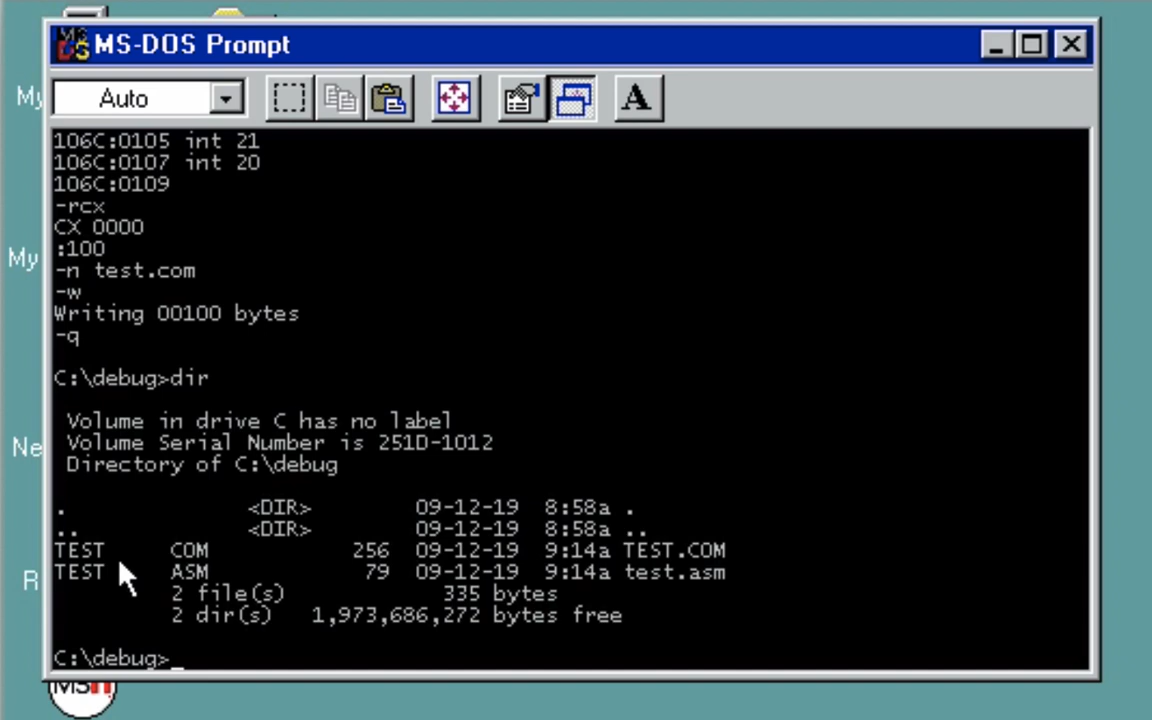 MS-DOS Prompt
Auto
A
106C:0105 int 21
106C:0107 int 20
106C:0109
-rcx
CX 0000
:100
-n test.com
-w
Writing 00100 bytes
-q
C:\debug>dir
Volume in drive C has no label
Volume Serial Number is 251D-1012
Directory of C:\debug
. <DIR> 09-12-19 8:58a .
.. <DIR> 09-12-19 8:58a ..
TEST COM 256 09-12-19 9:14a TEST.COM
TEST ASM 79 09-12-19 9:14a test.asm
2 file(s) 335 bytes
2 dir(s) 1,973,686,272 bytes free
C:\debug>_
My
My
Ne
R